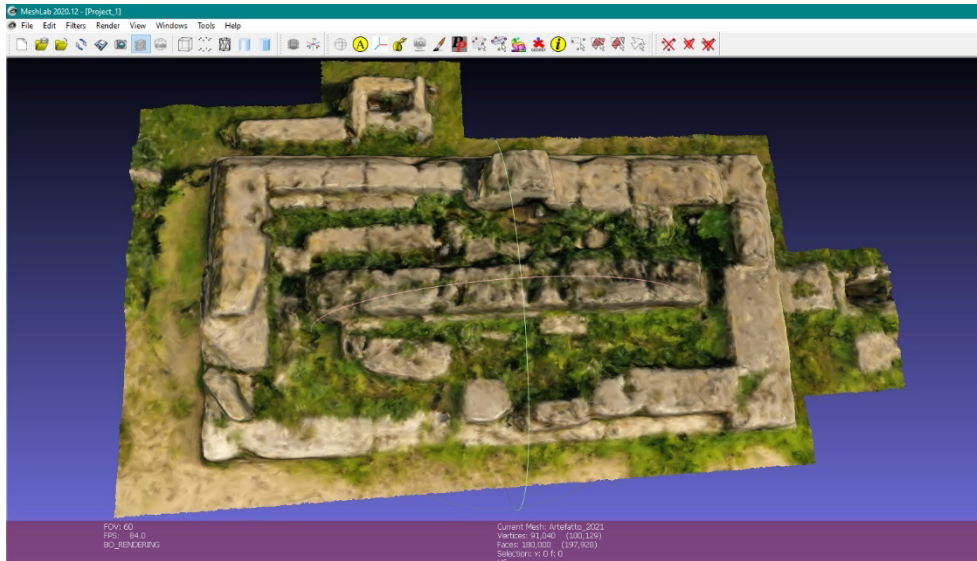 MeshLab 2020.12 - [Project_1]
File Edit Filters Render View Windows Tools Help
A
i
FOV: 60
FPS: 84.0
BO_RENDERING
Current Mesh: Artefatto_2021
Vertices: 91,040 (100,129)
Faces: 180,000 (197,928)
Selection: v: 0 f: 0